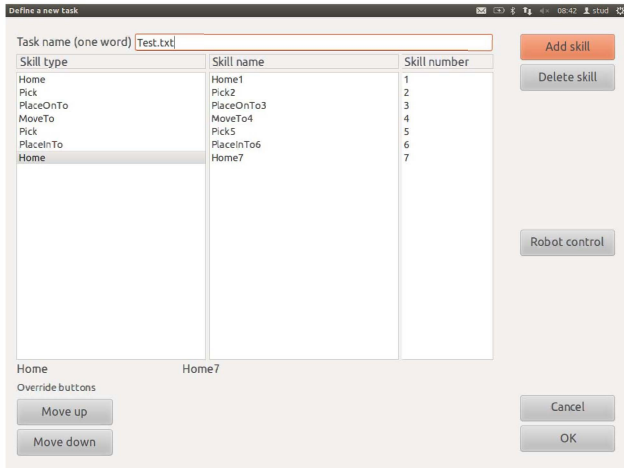 Define a new task 08:42 stud
Task name (one word) Test.txt Add skill
Skill type Skill name Skill number Delete skill
Home Home1 1
Pick Pick2 2
PlaceOnTo PlaceOnTo3 3
MoveTo MoveTo4 4
Pick Pick5 5
PlaceInTo PlaceInTo6 6
Home Home7 7
Robot control
Home Home7
Override buttons
Move up Cancel
Move down OK